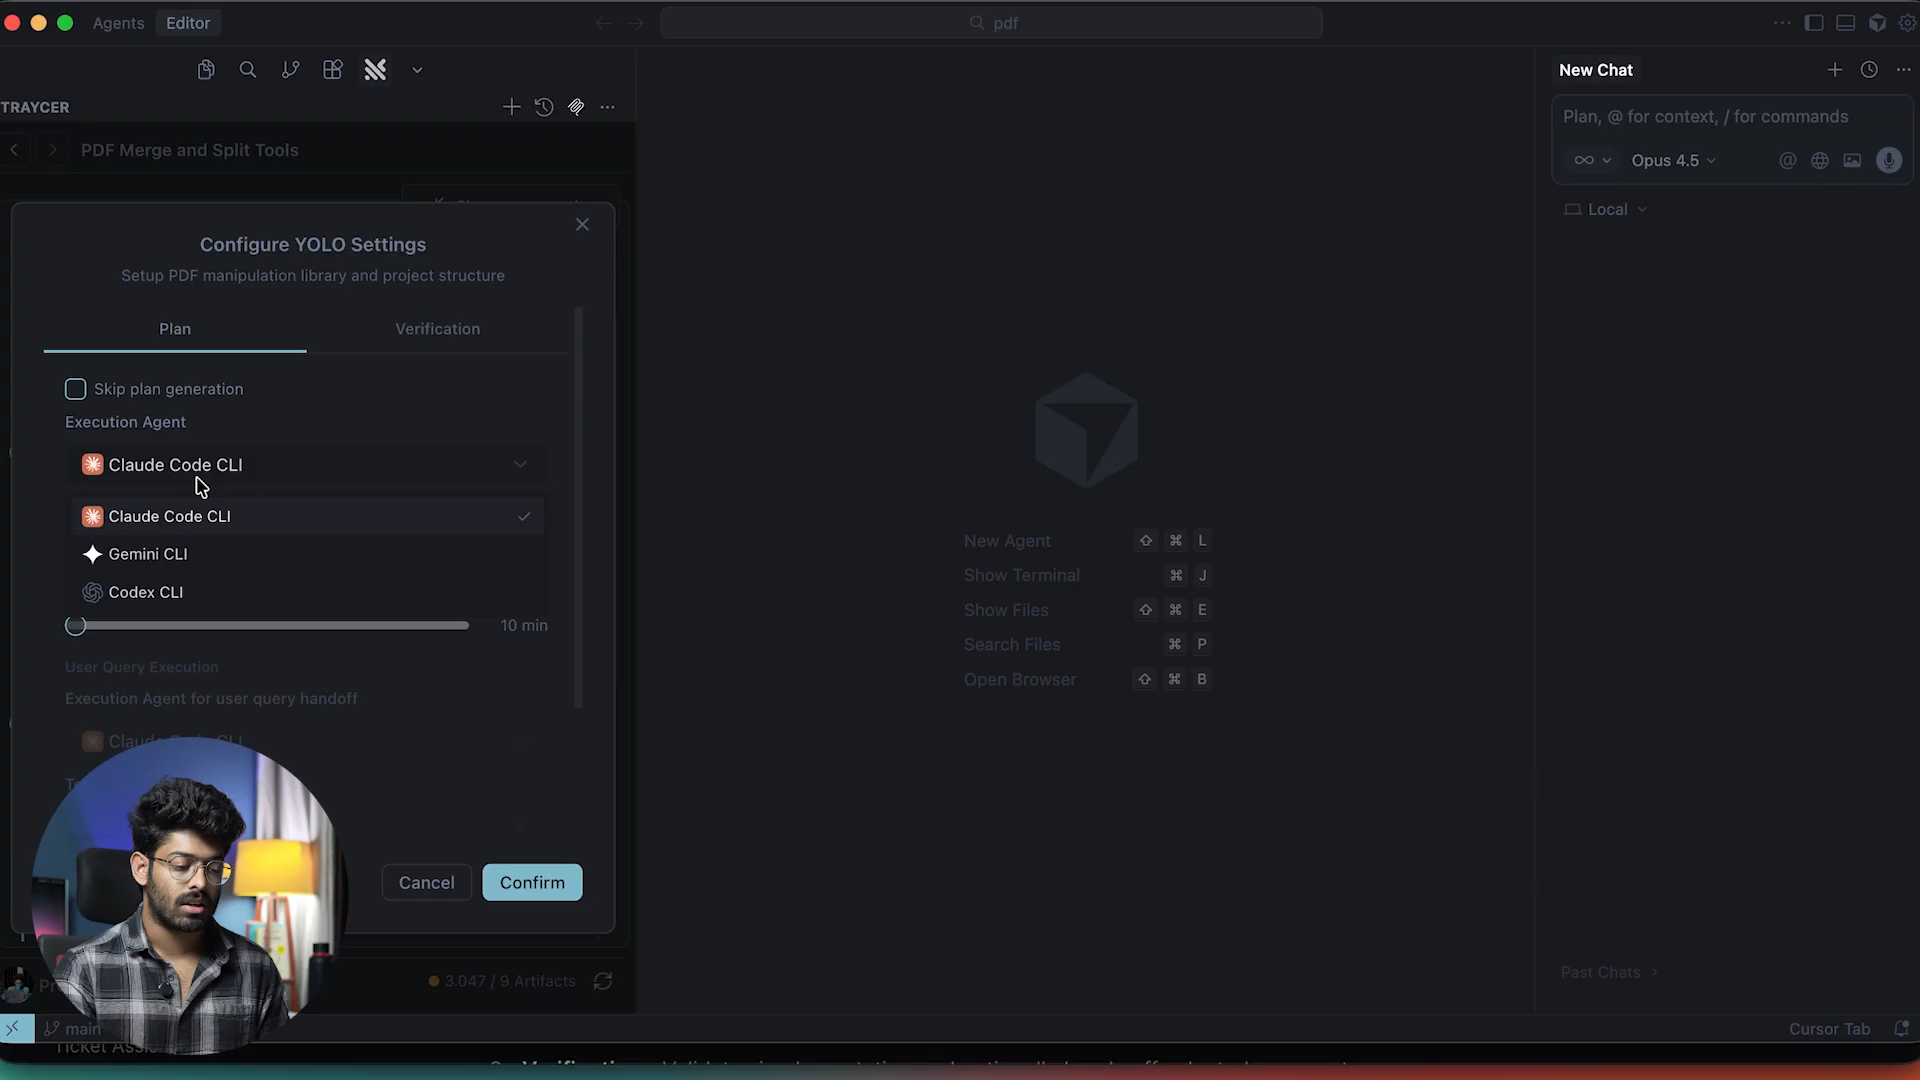 Agents Editor
pdf
TRAYCER
PDF Merge and Split Tools
Configure YOLO Settings
Setup PDF manipulation library and project structure
Plan Verification
Skip plan generation
Execution Agent
Claude Code CLI
Claude Code CLI
Gemini CLI
Codex CLI
10 min
User Query Execution
Execution Agent for user query handoff
Claude Code CLI
Cancel Confirm
3.047 / 9 Artifacts
main
New Agent ⇧ ⌘ L
Show Terminal ⌘ J
Show Files ⇧ ⌘ E
Search Files ⌘ P
Open Browser ⇧ ⌘ B
New Chat
Plan, @ for context, / for commands
Opus 4.5
Local
Past Chats
Cursor Tab